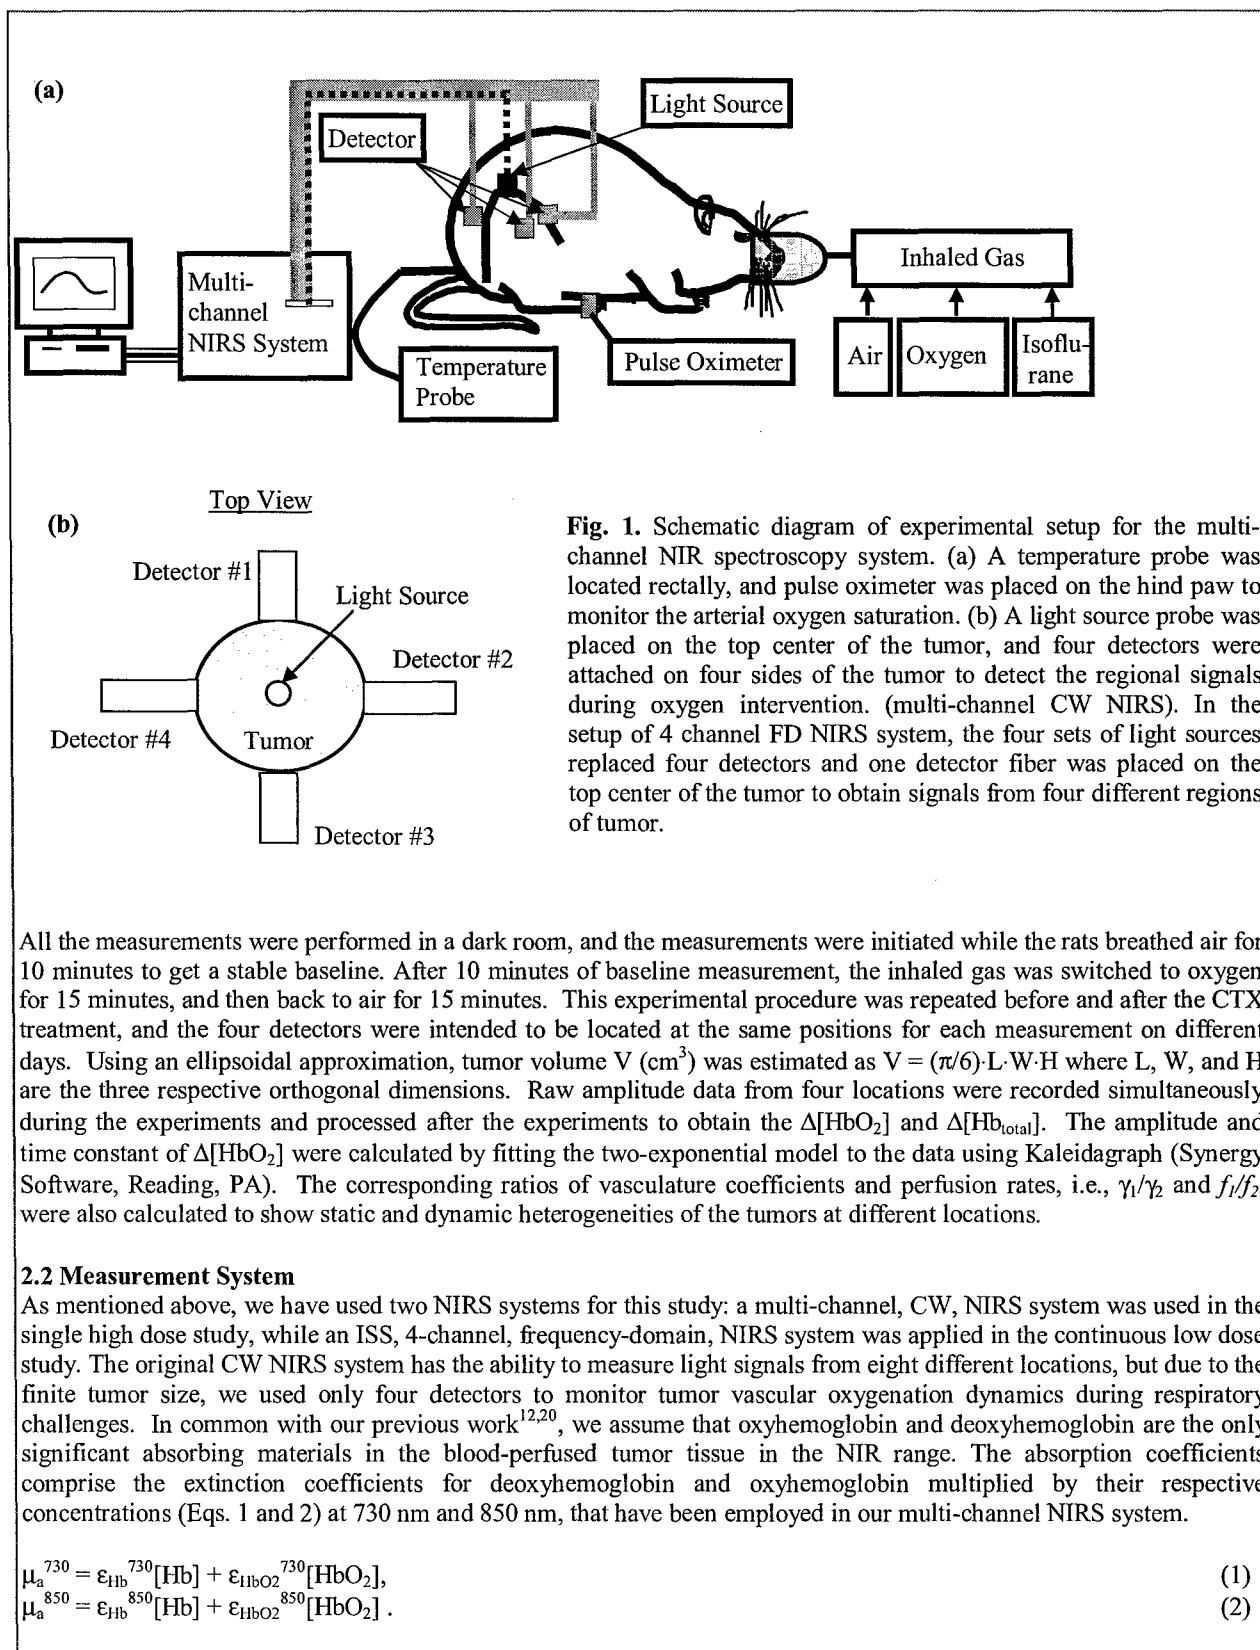 (a)
Light Source
Detector
Multi-
channel
NIRS System
Inhaled Gas
Temperature
Probe
Pulse Oximeter
Air
Oxygen
Isoflu-
rane
Top View
(b)
Detector #1
Light Source
Detector #2
Detector #4
Tumor
Detector #3
Fig. 1. Schematic diagram of experimental setup for the multi-
channel NIR spectroscopy system. (a) A temperature probe was
located rectally, and pulse oximeter was placed on the hind paw to
monitor the arterial oxygen saturation. (b) A light source probe was
placed on the top center of the tumor, and four detectors were
attached on four sides of the tumor to detect the regional signals
during oxygen intervention. (multi-channel CW NIRS). In the
setup of 4 channel FD NIRS system, the four sets of light sources
replaced four detectors and one detector fiber was placed on the
top center of the tumor to obtain signals from four different regions
of tumor.
All the measurements were performed in a dark room, and the measurements were initiated while the rats breathed air for
10 minutes to get a stable baseline. After 10 minutes of baseline measurement, the inhaled gas was switched to oxygen
for 15 minutes, and then back to air for 15 minutes. This experimental procedure was repeated before and after the CTX
treatment, and the four detectors were intended to be located at the same positions for each measurement on different
days. Using an ellipsoidal approximation, tumor volume V (cm³) was estimated as V = (π/6)·L·W·H where L, W, and H
are the three respective orthogonal dimensions. Raw amplitude data from four locations were recorded simultaneously
during the experiments and processed after the experiments to obtain the Δ[HbO₂] and Δ[Hb_total]. The amplitude and
time constant of Δ[HbO₂] were calculated by fitting the two-exponential model to the data using Kaleidagraph (Synergy
Software, Reading, PA). The corresponding ratios of vasculature coefficients and perfusion rates, i.e., γ₁/γ₂ and f₁/f₂
were also calculated to show static and dynamic heterogeneities of the tumors at different locations.
2.2 Measurement System
As mentioned above, we have used two NIRS systems for this study: a multi-channel, CW, NIRS system was used in the
single high dose study, while an ISS, 4-channel, frequency-domain, NIRS system was applied in the continuous low dose
study. The original CW NIRS system has the ability to measure light signals from eight different locations, but due to the
finite tumor size, we used only four detectors to monitor tumor vascular oxygenation dynamics during respiratory
challenges. In common with our previous work¹²,²⁰, we assume that oxyhemoglobin and deoxyhemoglobin are the only
significant absorbing materials in the blood-perfused tumor tissue in the NIR range. The absorption coefficients
comprise the extinction coefficients for deoxyhemoglobin and oxyhemoglobin multiplied by their respective
concentrations (Eqs. 1 and 2) at 730 nm and 850 nm, that have been employed in our multi-channel NIRS system.
μₐ⁷³⁰ = ε_Hb⁷³⁰[Hb] + ε_HbO2⁷³⁰[HbO₂], (1)
μₐ⁸⁵⁰ = ε_Hb⁸⁵⁰[Hb] + ε_HbO2⁸⁵⁰[HbO₂] . (2)